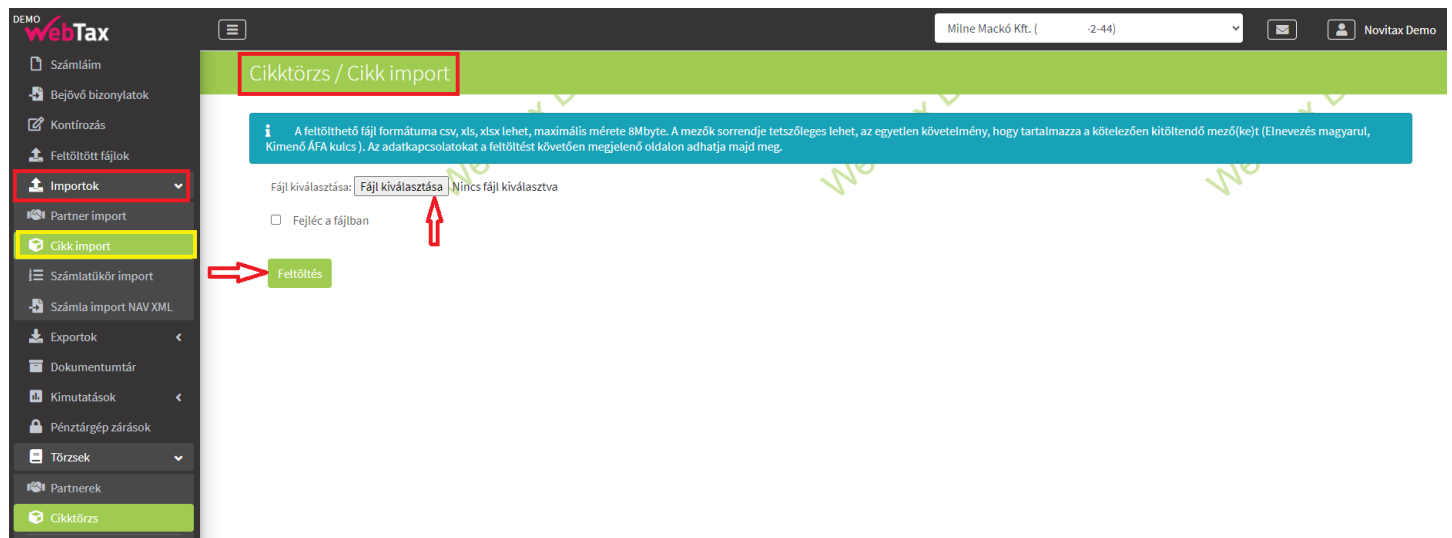 DEMO
WebTax
Milne Mackó Kft. ( -2-44)
Novitax Demo
Számláim
Bejövő bizonylatok
Kontírozás
Feltöltött fájlok
Importok
Partner import
Cikk import
Számlatükör import
Számla import NAV XML
Exportok
Dokumentumtár
Kimutatások
Pénztárgép zárások
Törzsek
Partnerek
Cikktörzs
Cikktörzs / Cikk import
A feltölthető fájl formátuma csv, xls, xlsx lehet, maximális mérete 8Mbyte. A mezők sorrendje tetszőleges lehet, az egyetlen követelmény, hogy tartalmazza a kötelezően kitöltendő mező(ke)t (Elnevezés magyarul,
Kimenő ÁFA kulcs ). Az adatkapcsolatokat a feltöltést követően megjelenő oldalon adhatja majd meg.
Fájl kiválasztása: Fájl kiválasztása Nincs fájl kiválasztva
Fejléc a fájlban
Feltöltés